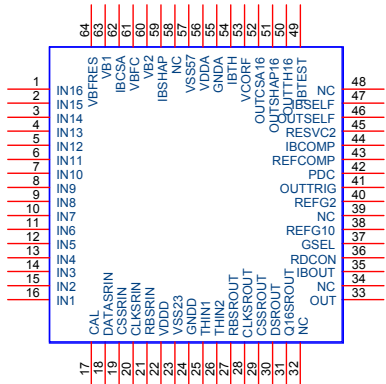 64 VBFRES
63 VB1
62 IBCSA
61 VBFC
60 VB2
59 IBSHAP
58 NC
57 VSS57
56 VDDA
55 GNDA
54 IBTH
53 VCORF
52 OUTCSA16
51 OUTSHAP16
50 OUTTH16
49 IBTEST
1 IN16
2 IN15
3 IN14
4 IN13
5 IN12
6 IN11
7 IN10
8 IN9
9 IN8
10 IN7
11 IN6
12 IN5
13 IN4
14 IN3
15 IN2
16 IN1
NC 48
IBSELF 47
OUTSELF 46
RESVC2 45
IBCOMP 44
REFCOMP 43
PDC 42
OUTTRIG 41
REFG2 40
NC 39
REFG10 38
GSEL 37
RDCON 36
IBOUT 35
NC 34
OUT 33
17 CAL
18 DATASRIN
19 CSSRIN
20 CLKSRIN
21 RBSRIN
22 VDDD
23 VSS23
24 GNDD
25 THIN1
26 THIN2
27 RBSROUT
28 CLKSROUT
29 CSSROUT
30 DSROUT
31 Q16SROUT
32 NC